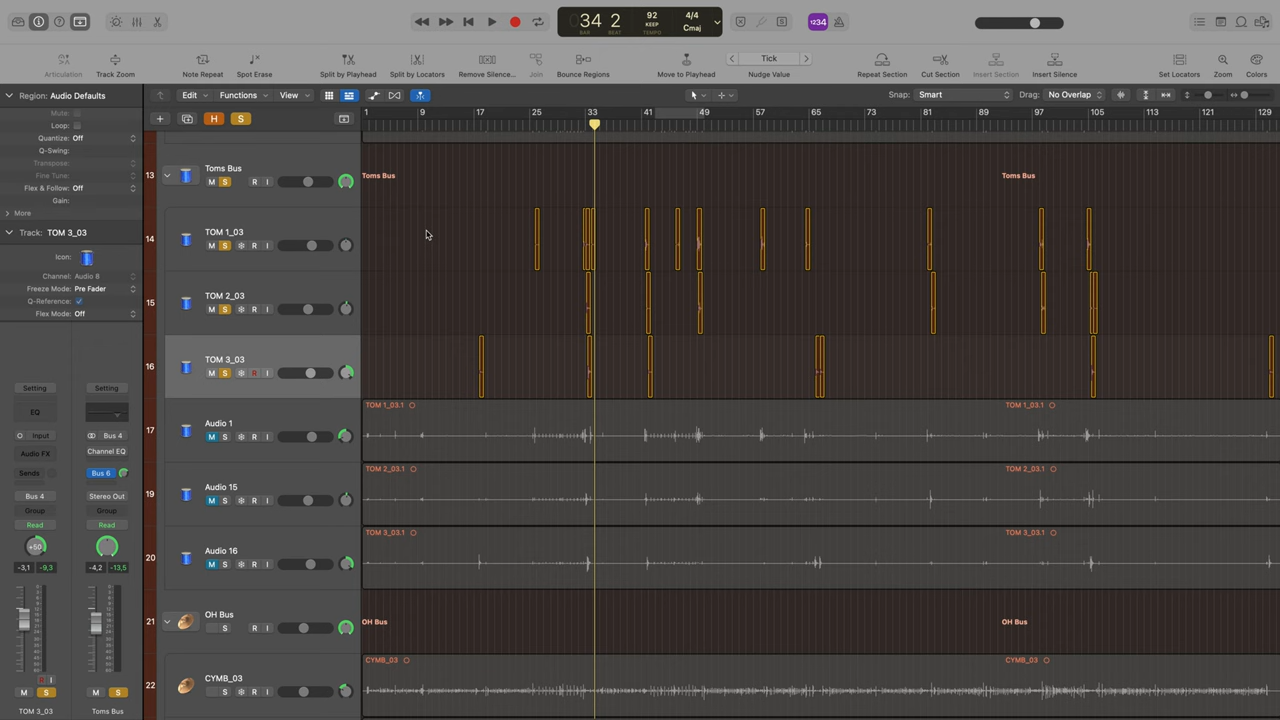 34 2
92
KEEP
4/4
Cmaj
BAR
BEAT
TEMPO
1234
Articulation
Track Zoom
Note Repeat
Spot Erase
Split by Playhead
Split by Locators
Remove Silence...
Join
Bounce Regions
Move to Playhead
Tick
Nudge Value
Repeat Section
Cut Section
Insert Section
Insert Silence
Set Locators
Zoom
Colors
Region: Audio Defaults
Edit
Functions
View
Snap: Smart
Drag: No Overlap
Mute:
Loop:
Quantize: Off
Q-Swing:
Transpose:
Fine Tune:
Flex & Follow: Off
Gain:
More
H
S
1 9 17 25 33 41 49 57 65 73 81 89 97 105 113 121 129
Track: TOM 3_03
Icon:
Channel: Audio 8
Freeze Mode: Pre Fader
Q-Reference:
Flex Mode: Off
13
Toms Bus
M S R I
Toms Bus
Toms Bus
14
TOM 1_03
M S R I
15
TOM 2_03
M S R I
16
TOM 3_03
M S R I
17
Audio 1
M S R I
TOM 1_03.1
TOM 1_03.1
19
Audio 15
M S R I
TOM 2_03.1
TOM 2_03.1
20
Audio 16
M S R I
TOM 3_03.1
TOM 3_03.1
21
OH Bus
S R I
OH Bus
OH Bus
22
CYMB_03
S R I
CYMB_03
CYMB_03
Setting
Setting
EQ
Input
Bus 4
Audio FX
Channel EQ
Sends
Bus 6
Bus 4
Stereo Out
Group
Group
Read
Read
+50
-3,1 -9,3
-4,2 -13,5
R I
M S
M S
TOM 3_03
Toms Bus